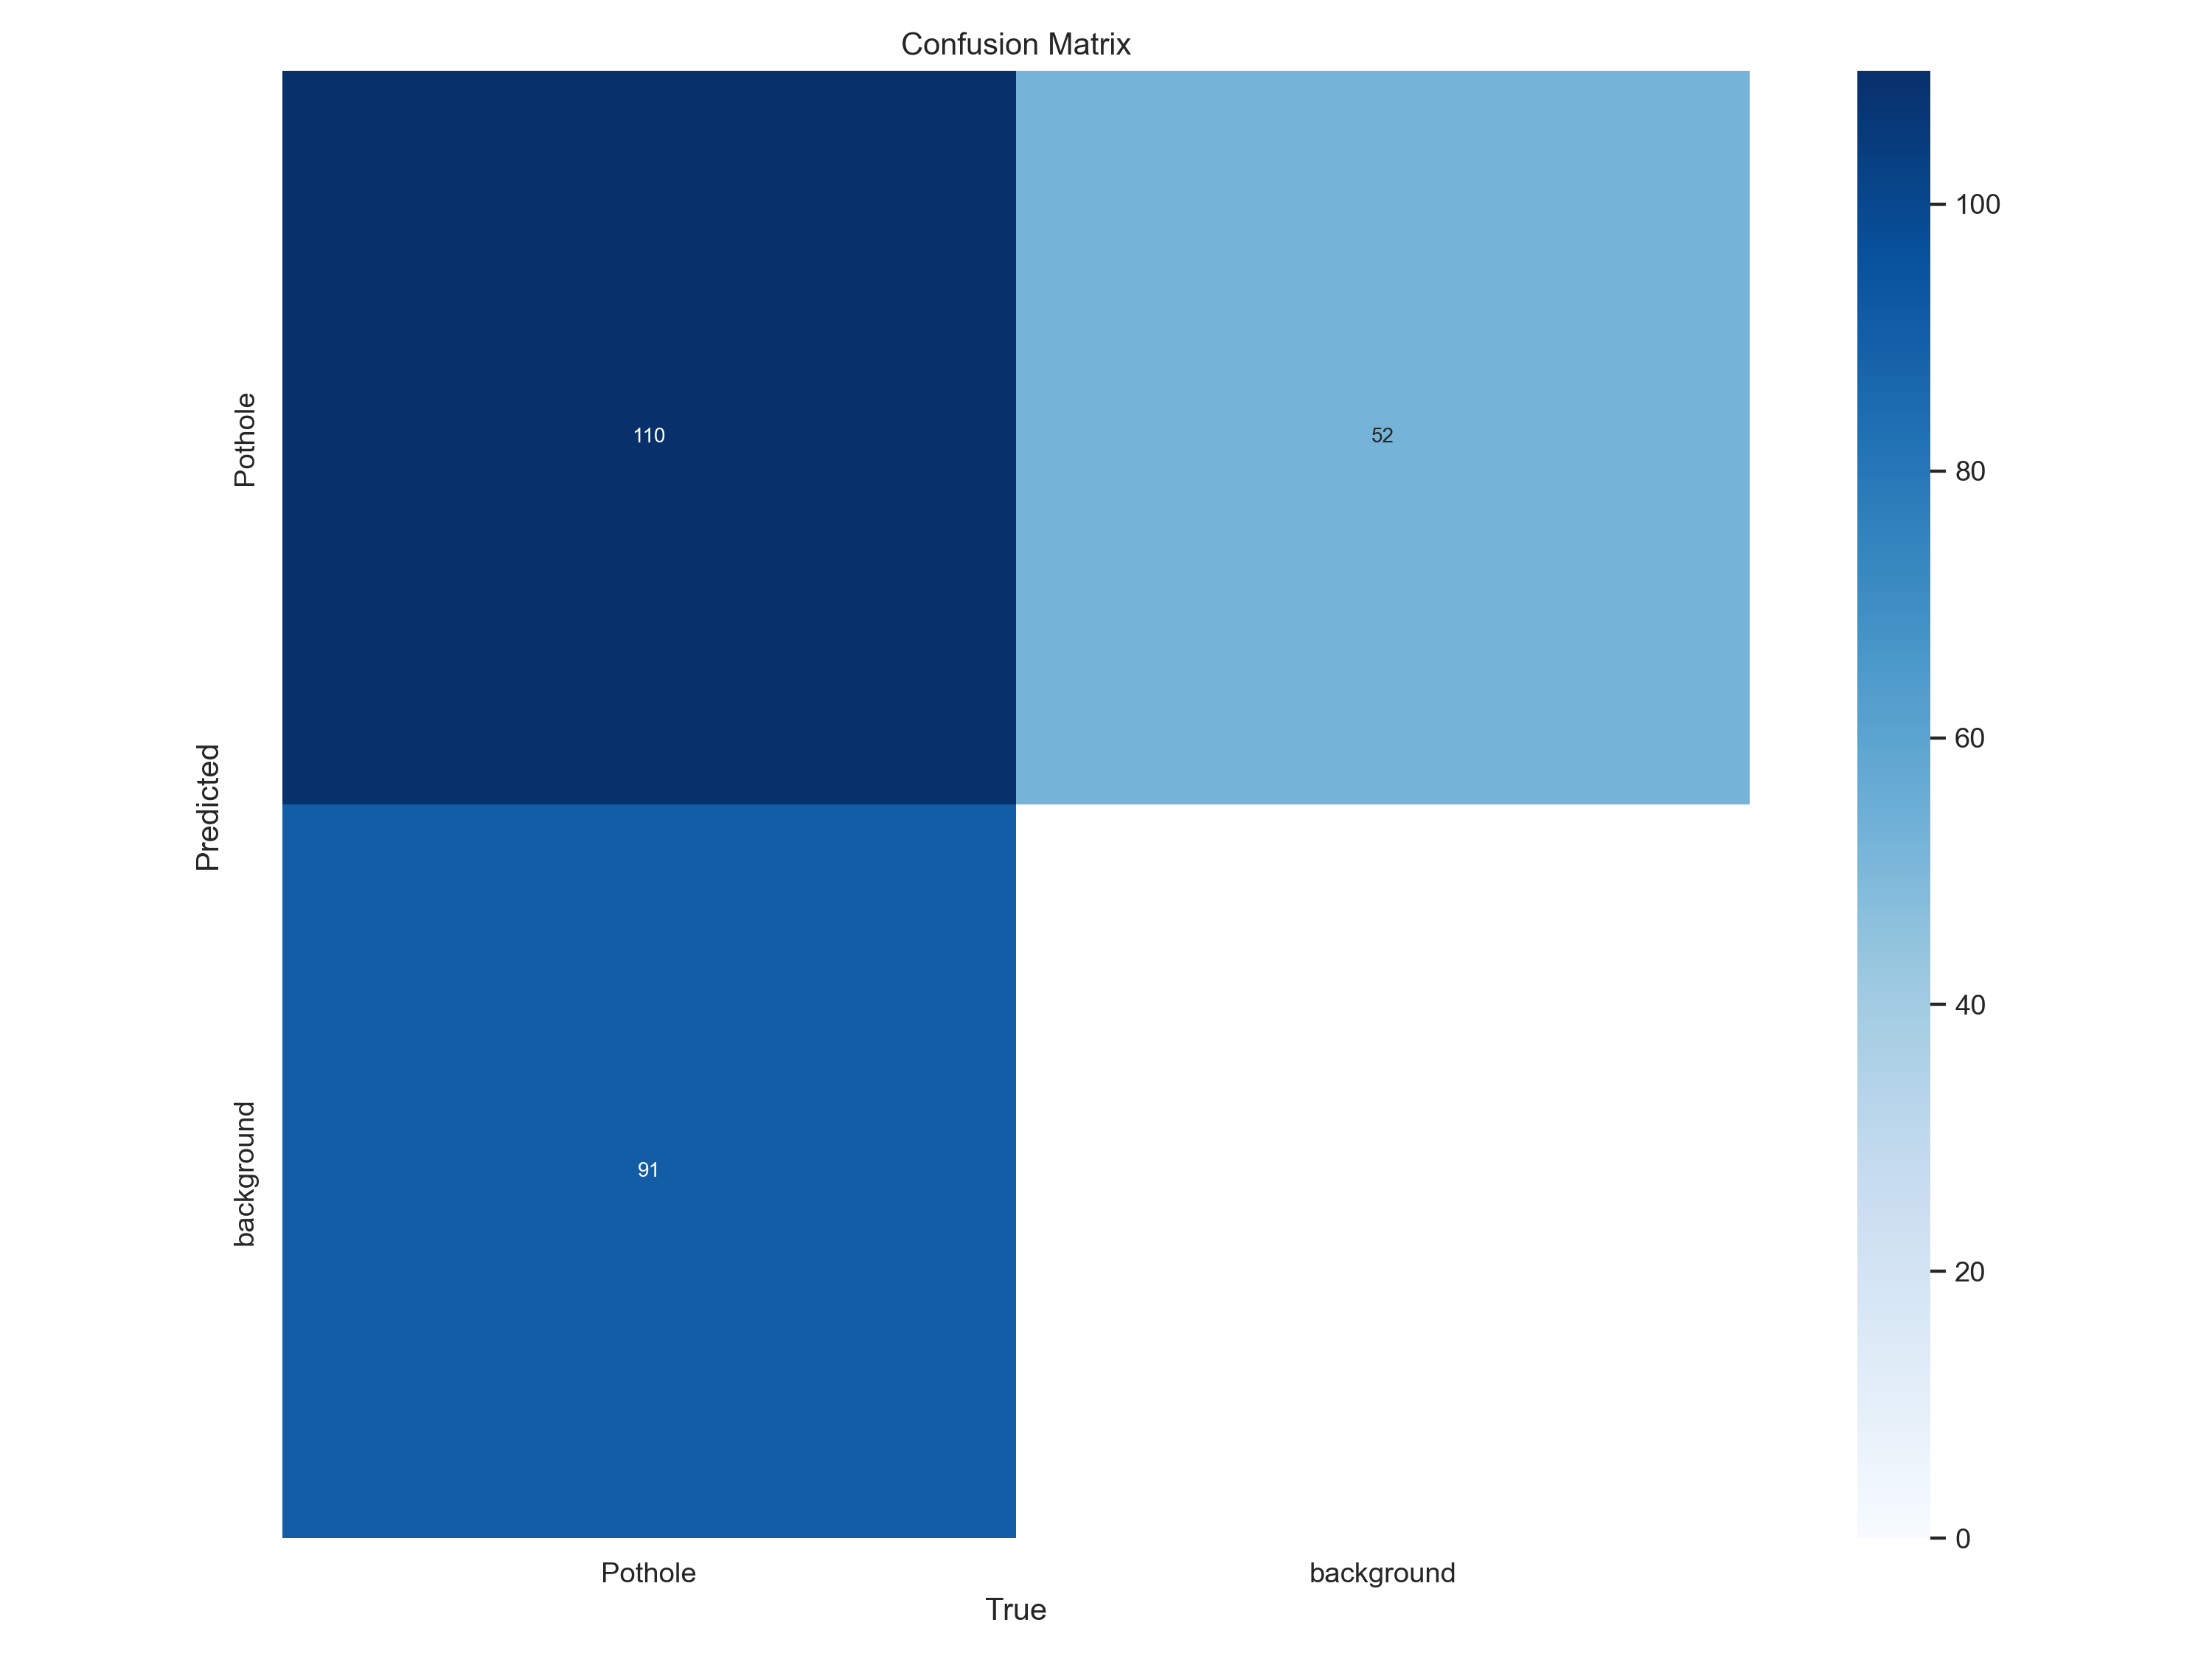 Confusion Matrix
Pothole
110
52
Predicted
background
91
Pothole
background
True
100
80
60
40
20
0